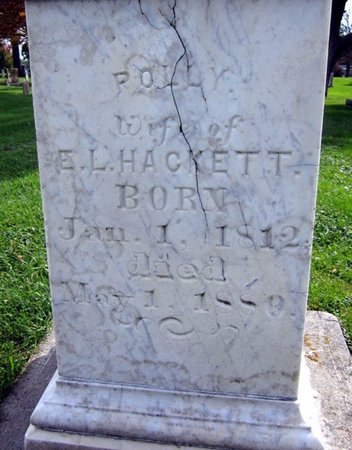 POLLY.
Wife of
E. L. HACKETT.
BORN
Jan. 1, 1812.
died
May 1, 1889.